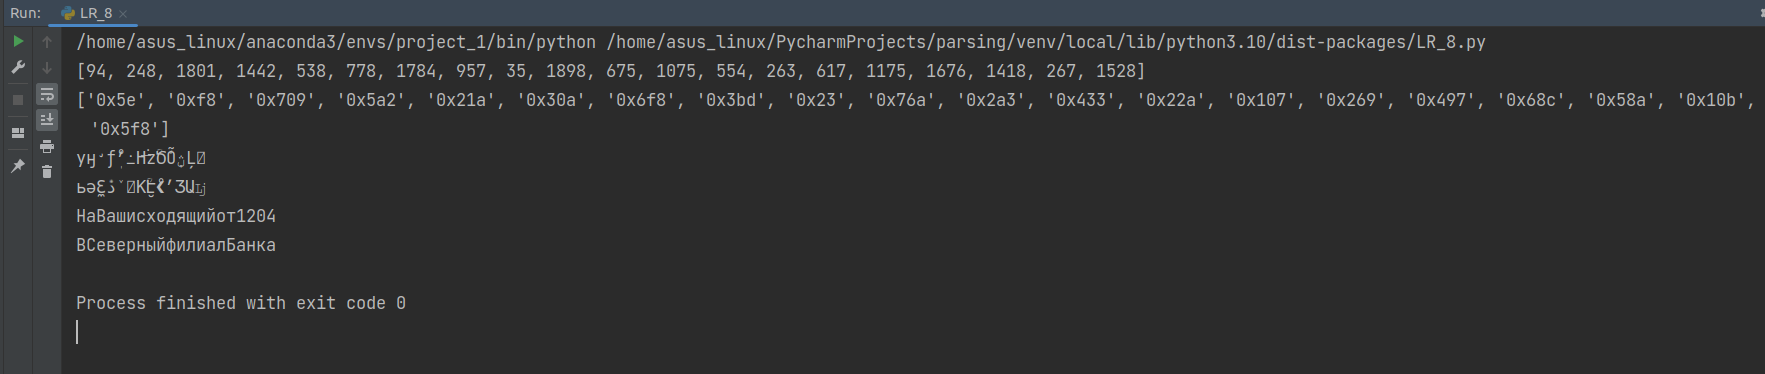 Run: LR_8
/home/asus_linux/anaconda3/envs/project_1/bin/python /home/asus_linux/PycharmProjects/parsing/venv/local/lib/python3.10/dist-packages/LR_8.py
[94, 248, 1801, 1442, 538, 778, 1784, 957, 35, 1898, 675, 1075, 554, 263, 617, 1175, 1676, 1418, 267, 1528]
['0x5e', '0xf8', '0x709', '0x5a2', '0x21a', '0x30a', '0x6f8', '0x3bd', '0x23', '0x76a', '0x2a3', '0x433', '0x22a', '0x107', '0x269', '0x497', '0x68c', '0x58a', '0x10b',
'0x5f8']
НаВашисходящийот1204
ВСеверныйфилиалБанка
Process finished with exit code 0